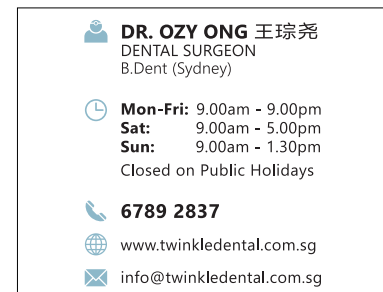 DR. OZY ONG 王琮尧
DENTAL SURGEON
B.Dent (Sydney)
Mon-Fri: 9.00am - 9.00pm
Sat: 9.00am - 5.00pm
Sun: 9.00am - 1.30pm
Closed on Public Holidays
6789 2837
www.twinkledental.com.sg
info@twinkledental.com.sg